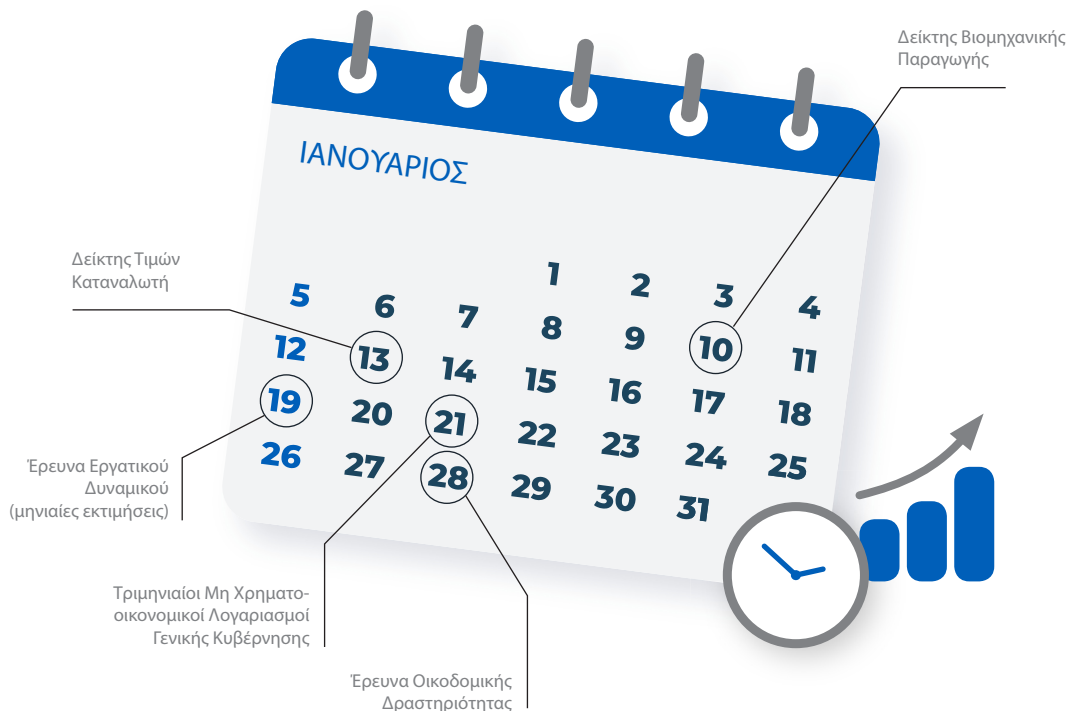 Δείκτης Βιομηχανικής
Παραγωγής
ΙΑΝΟΥΑΡΙΟΣ
Δείκτης Τιμών
Καταναλωτή
1 2 3 4
5 6 7 8 9 10 11
12 13 14 15 16 17 18
19 20 21 22 23 24 25
26 27 28 29 30 31
Έρευνα Εργατικού
Δυναμικού
(μηνιαίες εκτιμήσεις)
Τριμηνιαίοι Μη Χρηματο-
οικονομικοί Λογαριασμοί
Γενικής Κυβέρνησης
Έρευνα Οικοδομικής
Δραστηριότητας